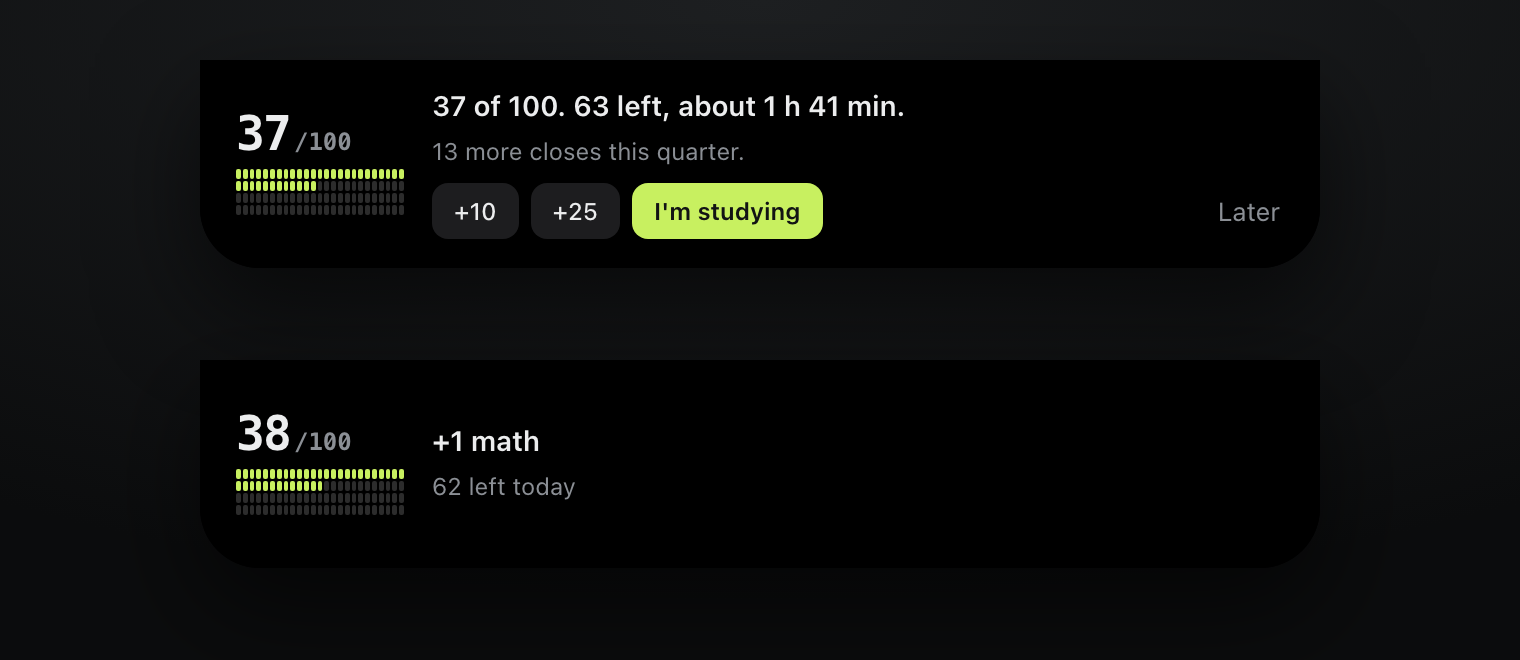 37/100
37 of 100. 63 left, about 1 h 41 min.
13 more closes this quarter.
+10
+25
I'm studying
Later
38/100
+1 math
62 left today